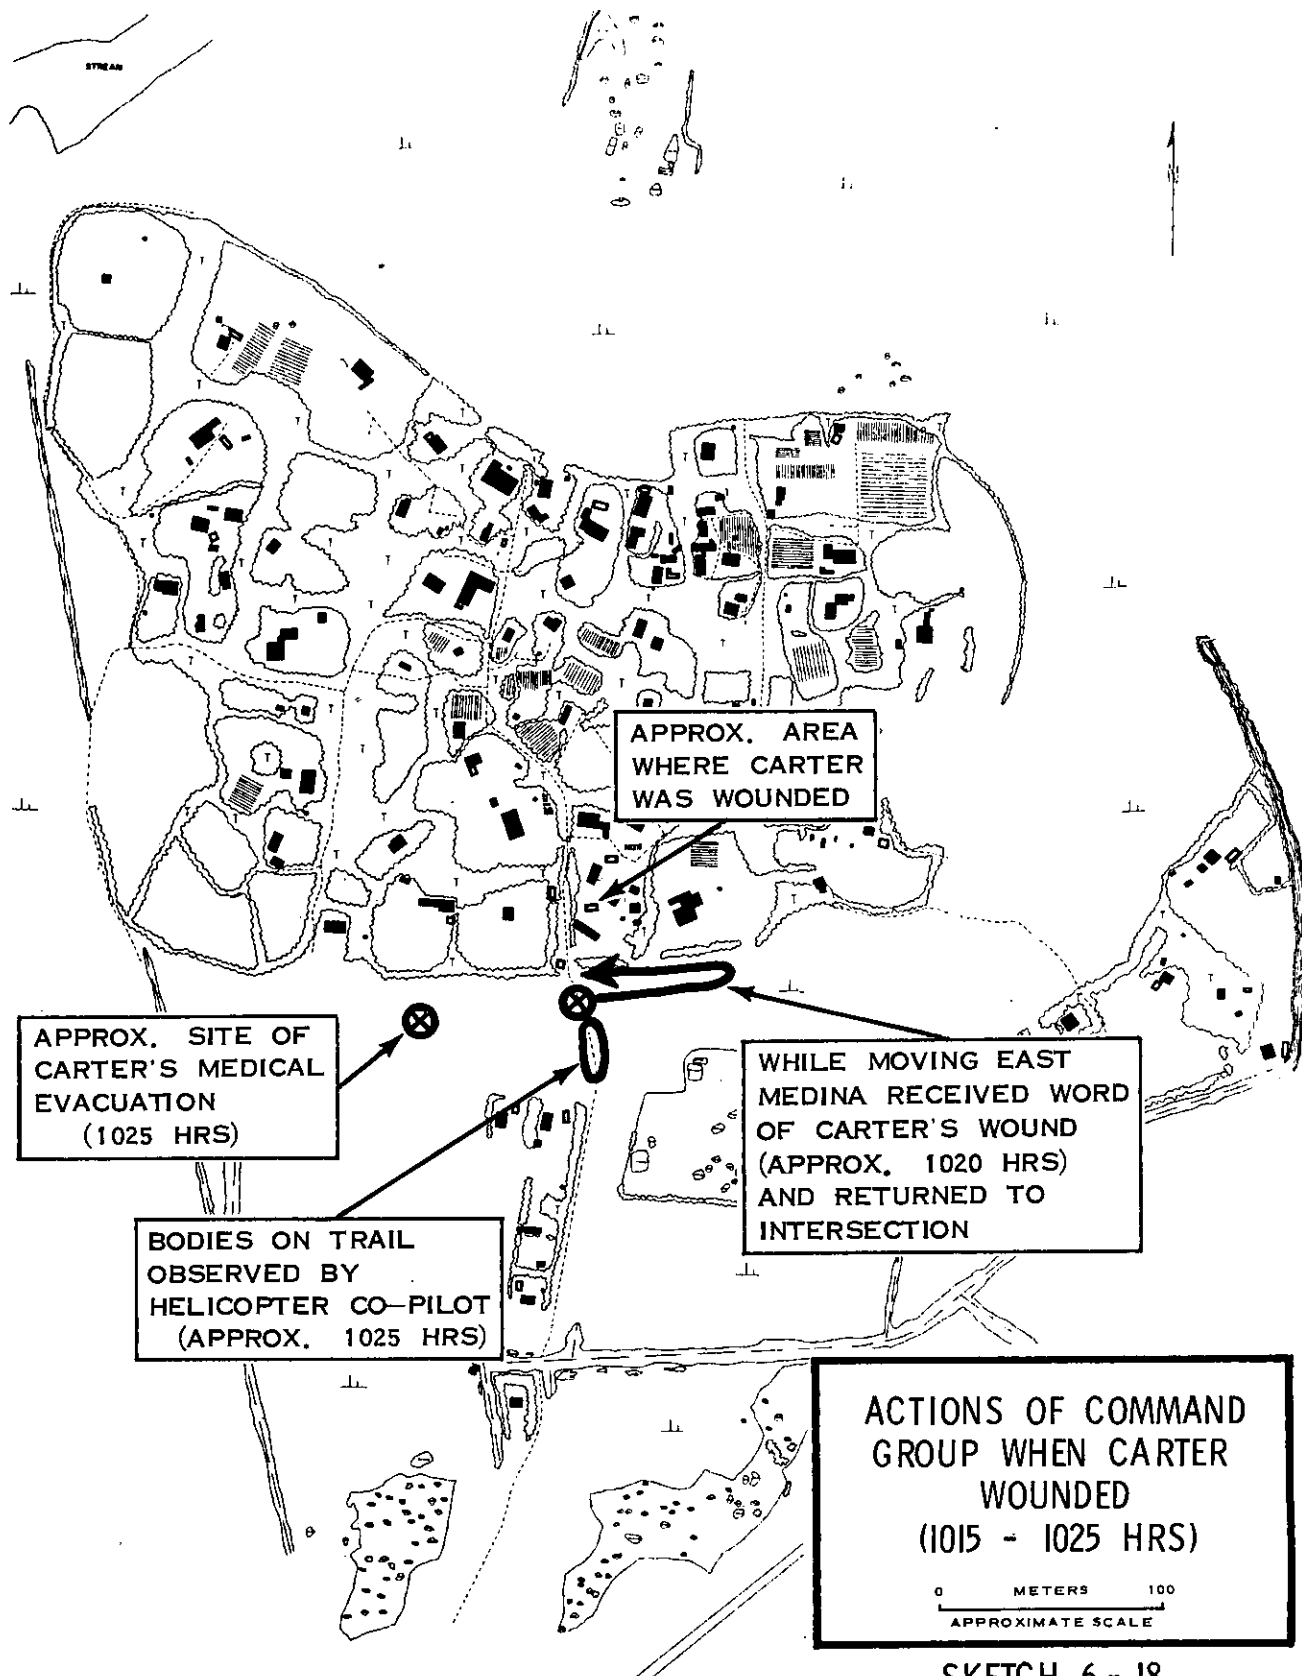 STREAM
APPROX. AREA
WHERE CARTER
WAS WOUNDED
APPROX. SITE OF
CARTER'S MEDICAL
EVACUATION
(1025 HRS)
WHILE MOVING EAST
MEDINA RECEIVED WORD
OF CARTER'S WOUND
(APPROX. 1020 HRS)
AND RETURNED TO
INTERSECTION
BODIES ON TRAIL
OBSERVED BY
HELICOPTER CO-PILOT
(APPROX. 1025 HRS)
ACTIONS OF COMMAND
GROUP WHEN CARTER
WOUNDED
(1015 - 1025 HRS)
0 METERS 100
APPROXIMATE SCALE
SKETCH 6-18